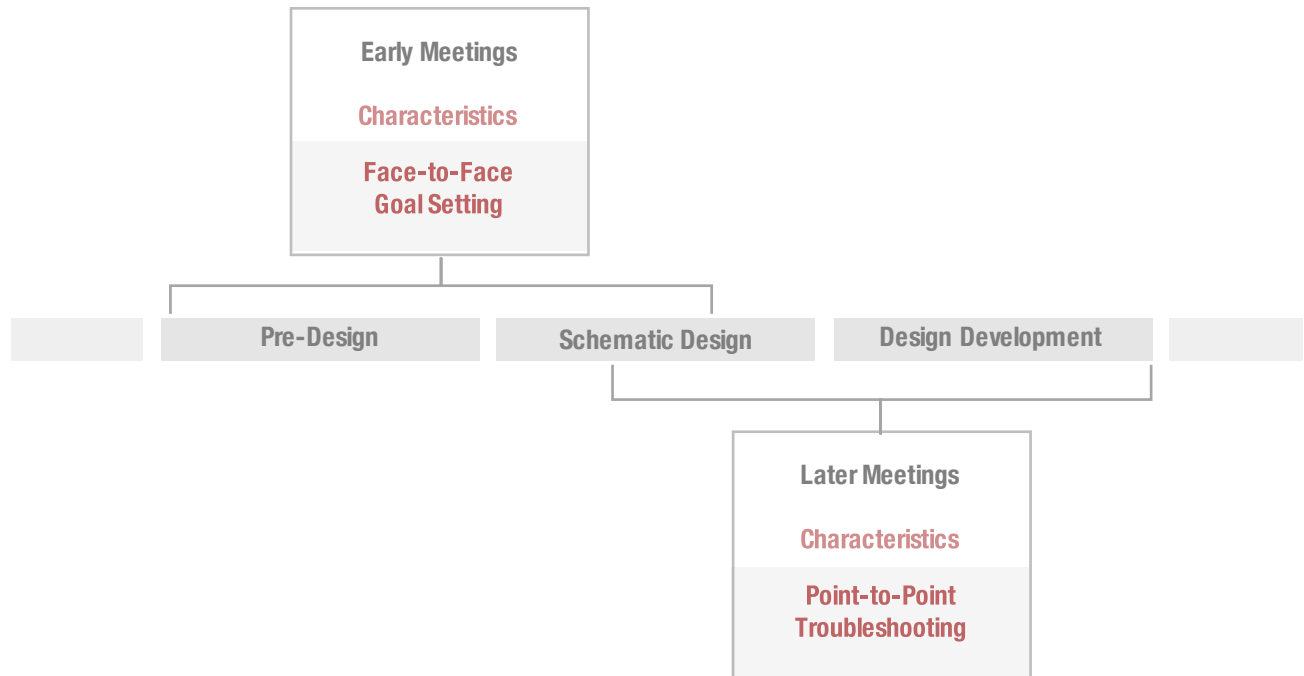 Early Meetings
Characteristics
Face-to-Face
Goal Setting
Pre-Design
Schematic Design
Design Development
Later Meetings
Characteristics
Point-to-Point
Troubleshooting